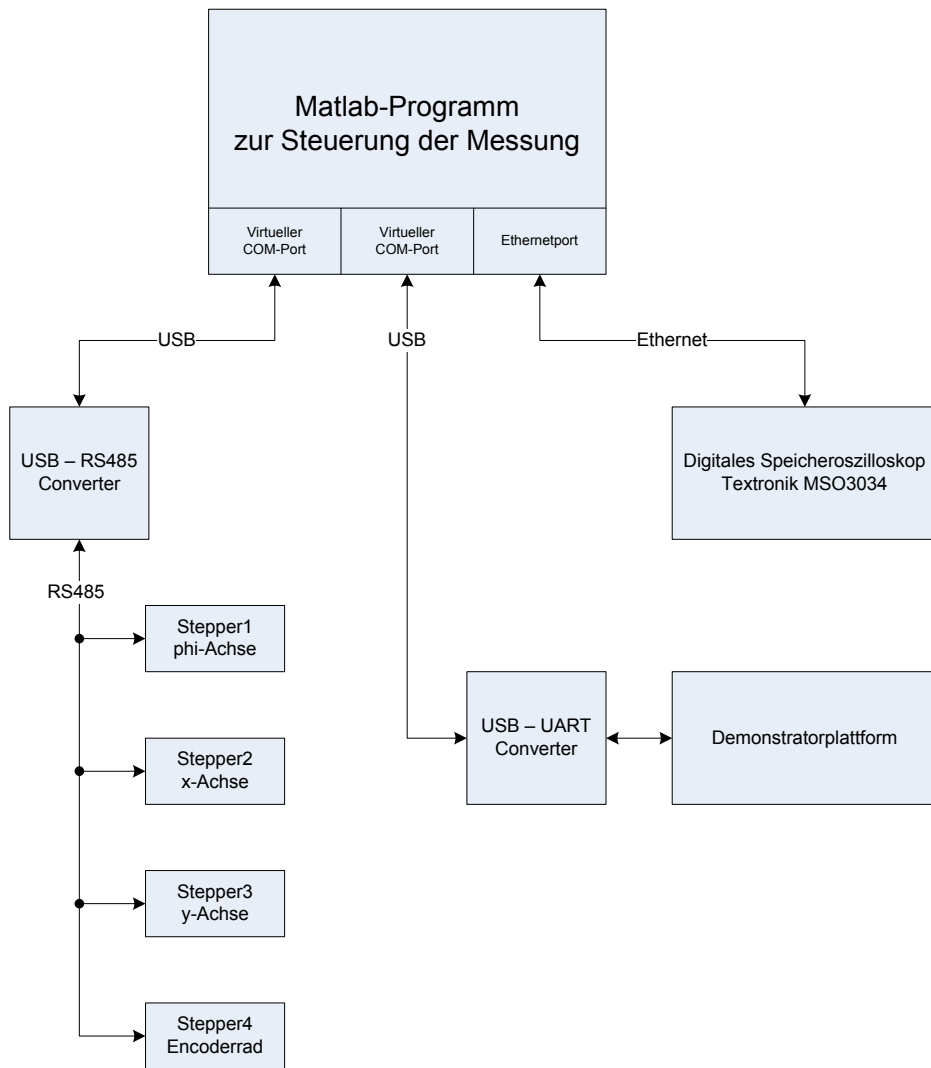 Matlab-Programm
zur Steuerung der Messung
Virtueller
COM-Port
Virtueller
COM-Port
Ethernetport
USB
USB
Ethernet
USB – RS485
Converter
Digitales Speicheroszilloskop
Textronik MSO3034
RS485
Stepper1
phi-Achse
Stepper2
x-Achse
USB – UART
Converter
Demonstratorplattform
Stepper3
y-Achse
Stepper4
Encoderrad